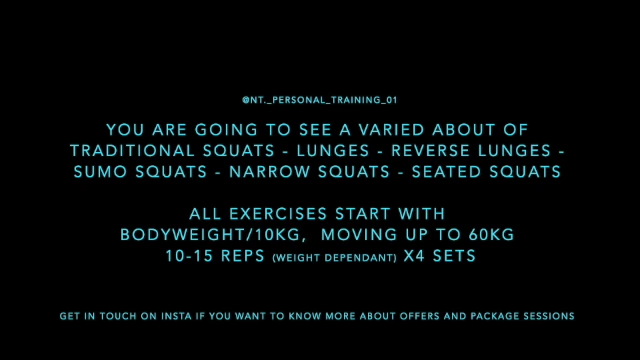 @NT._PERSONAL_TRAINING_01
YOU ARE GOING TO SEE A VARIED ABOUT OF
TRADITIONAL SQUATS - LUNGES - REVERSE LUNGES -
SUMO SQUATS - NARROW SQUATS - SEATED SQUATS
ALL EXERCISES START WITH
BODYWEIGHT/10KG, MOVING UP TO 60KG
10-15 REPS (WEIGHT DEPENDANT) X4 SETS
GET IN TOUCH ON INSTA IF YOU WANT TO KNOW MORE ABOUT OFFERS AND PACKAGE SESSIONS